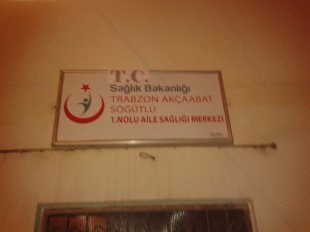 T.C.
Sağlık Bakanlığı
TRABZON AKÇAABAT
SÖĞÜTLÜ
1.NOLU AİLE SAĞLIĞI MERKEZİ